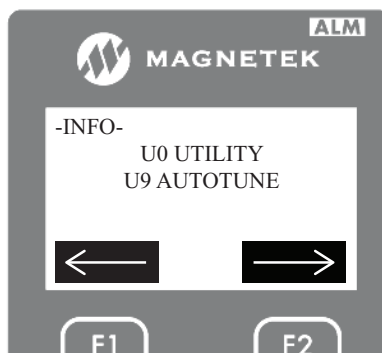 ALM
MAGNETEK
-INFO-
U0 UTILITY
U9 AUTOTUNE
F1
F2